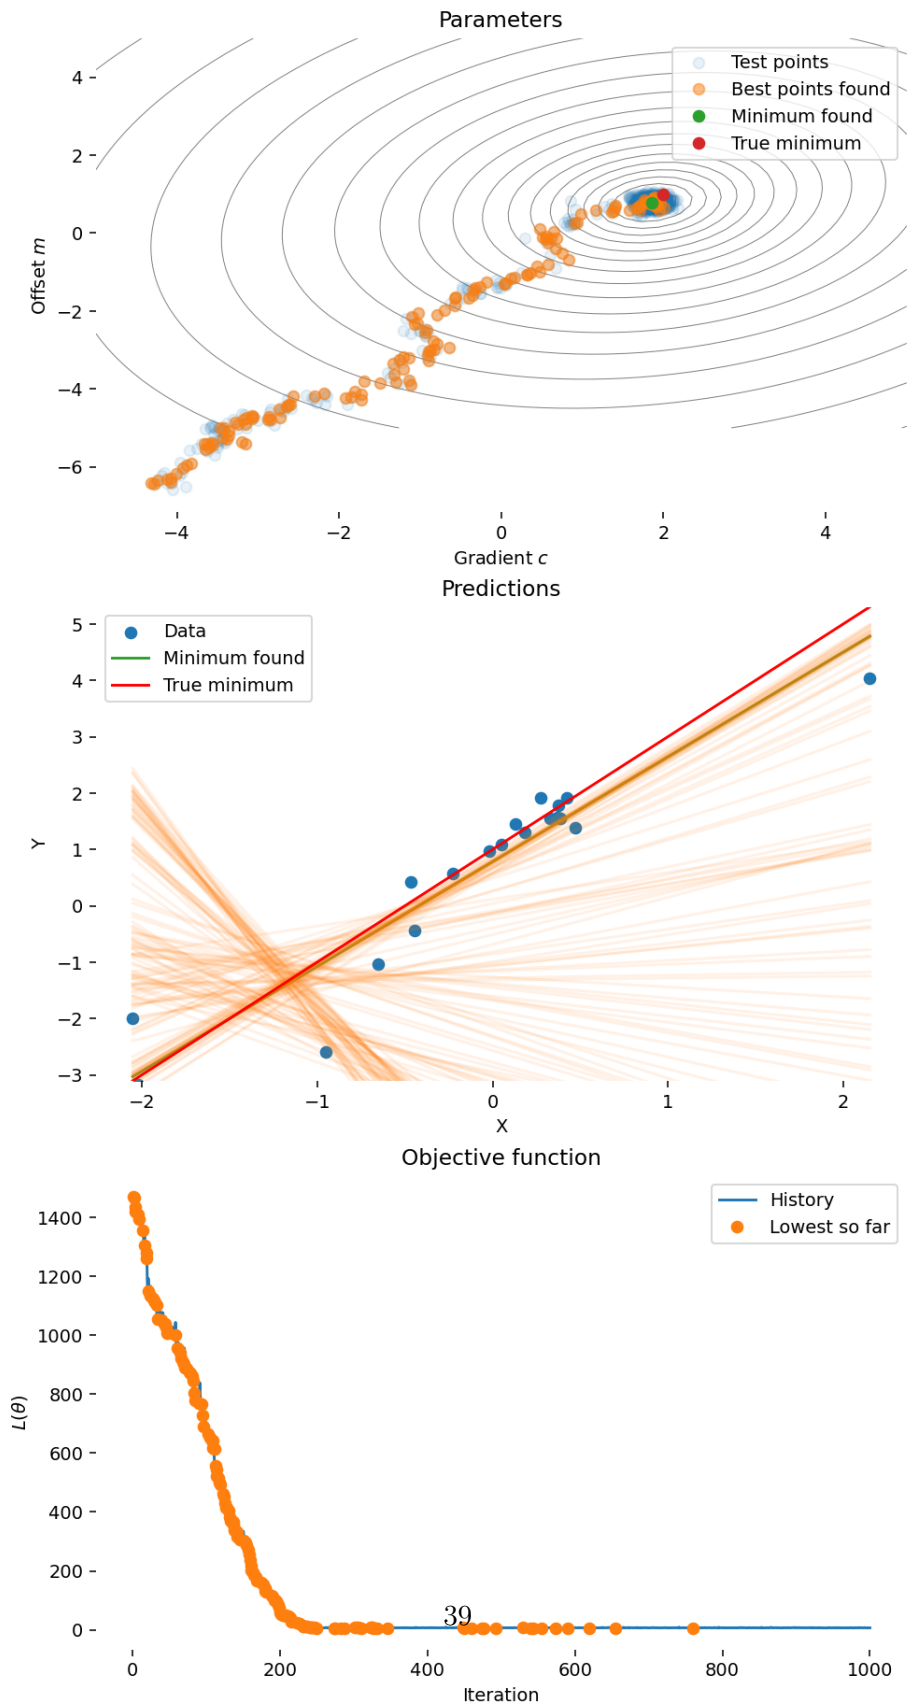 Parameters
Test points
Best points found
Minimum found
True minimum
4
2
0
−2
−4
−6
Offset m
−4
−2
0
2
4
Gradient c
Predictions
Data
Minimum found
True minimum
5
4
3
2
1
0
−1
−2
−3
Y
−2
−1
0
1
2
X
Objective function
History
Lowest so far
1400
1200
1000
800
600
400
200
0
L(θ)
39
0
200
400
600
800
1000
Iteration